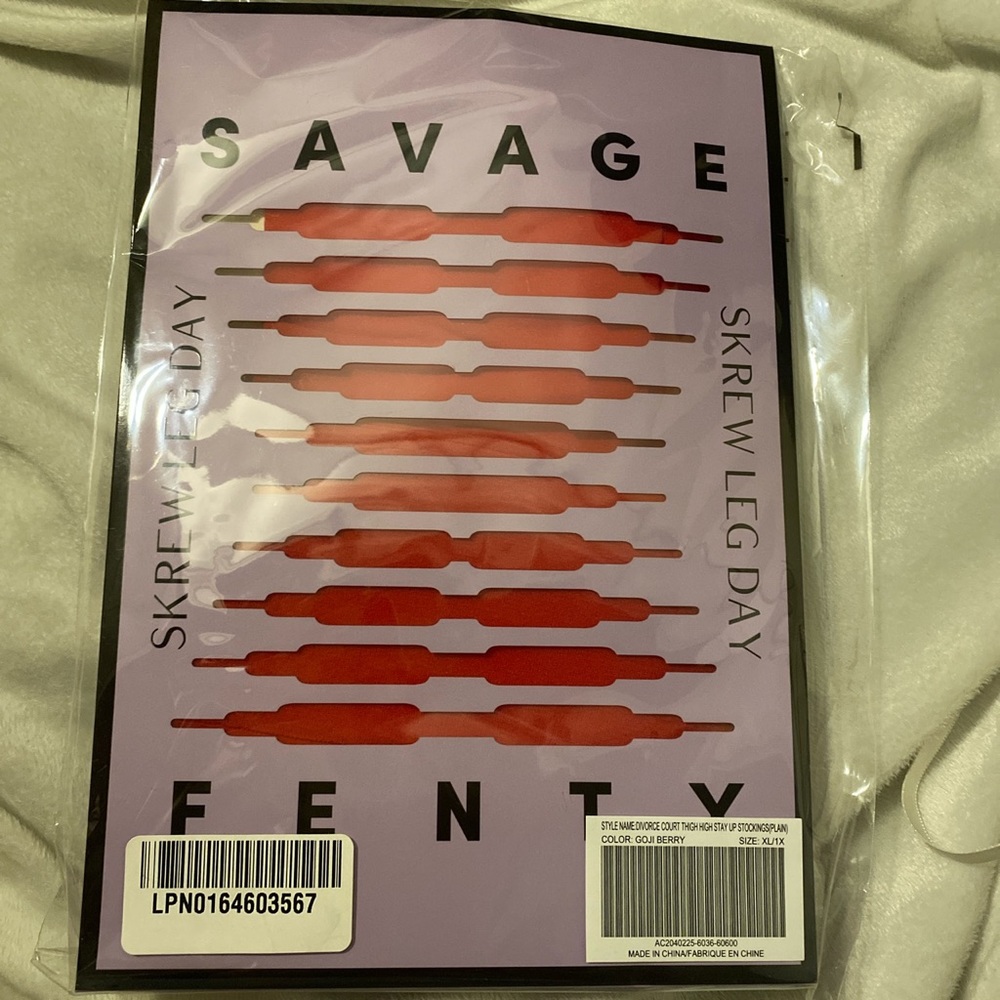 SAVAGE
SKREW LEG DAY
SKREW LEG DAY
FENTY
LPN0164603567
STYLE NAME:DIVORCE COURT THIGH HIGH STAY UP STOCKINGS(PLAIN)
COLOR: GOJI BERRY SIZE: XL/1X
AC2040225-6036-60600
MADE IN CHINA/FABRIQUE EN CHINE